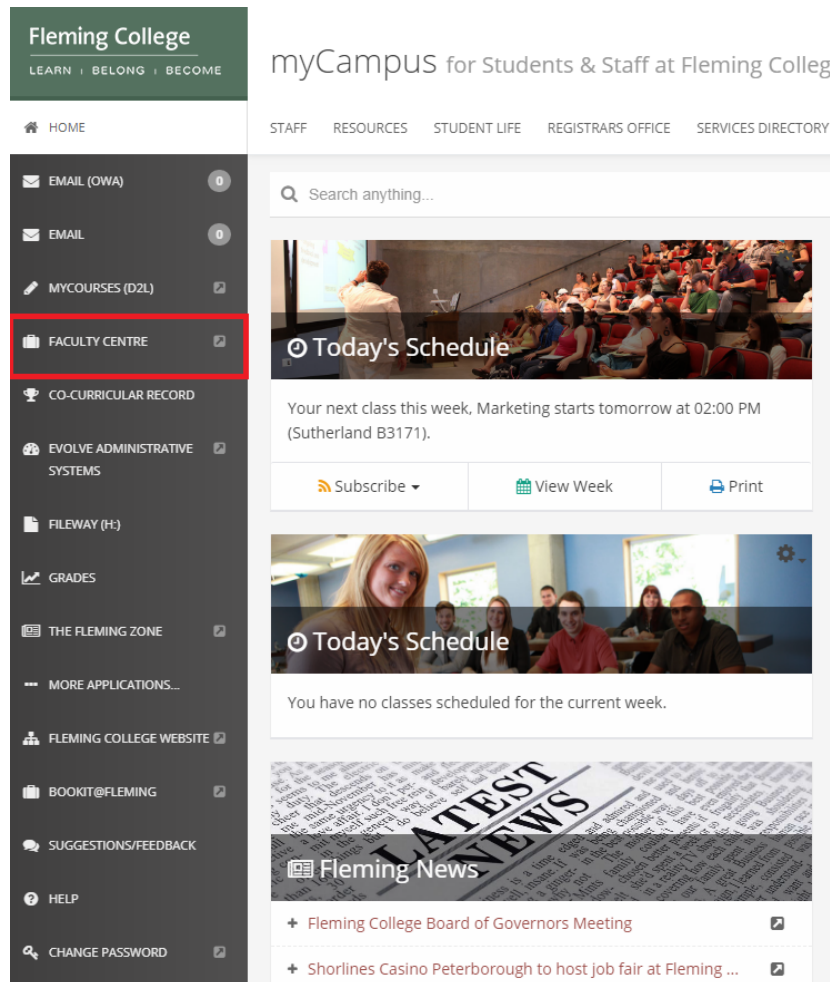 Fleming College
LEARN | BELONG | BECOME
myCampus for Students & Staff at Fleming Colleg
HOME
STAFF RESOURCES STUDENT LIFE REGISTRARS OFFICE SERVICES DIRECTORY
EMAIL (OWA) 0
EMAIL 0
MYCOURSES (D2L)
FACULTY CENTRE
CO-CURRICULAR RECORD
EVOLVE ADMINISTRATIVE
SYSTEMS
FILEWAY (H:)
GRADES
THE FLEMING ZONE
MORE APPLICATIONS...
FLEMING COLLEGE WEBSITE
BOOKIT@FLEMING
SUGGESTIONS/FEEDBACK
HELP
CHANGE PASSWORD
Search anything...
Today's Schedule
Your next class this week, Marketing starts tomorrow at 02:00 PM
(Sutherland B3171).
Subscribe View Week Print
Today's Schedule
You have no classes scheduled for the current week.
LATEST
NEWS
Fleming News
+ Fleming College Board of Governors Meeting
+ Shorlines Casino Peterborough to host job fair at Fleming ...